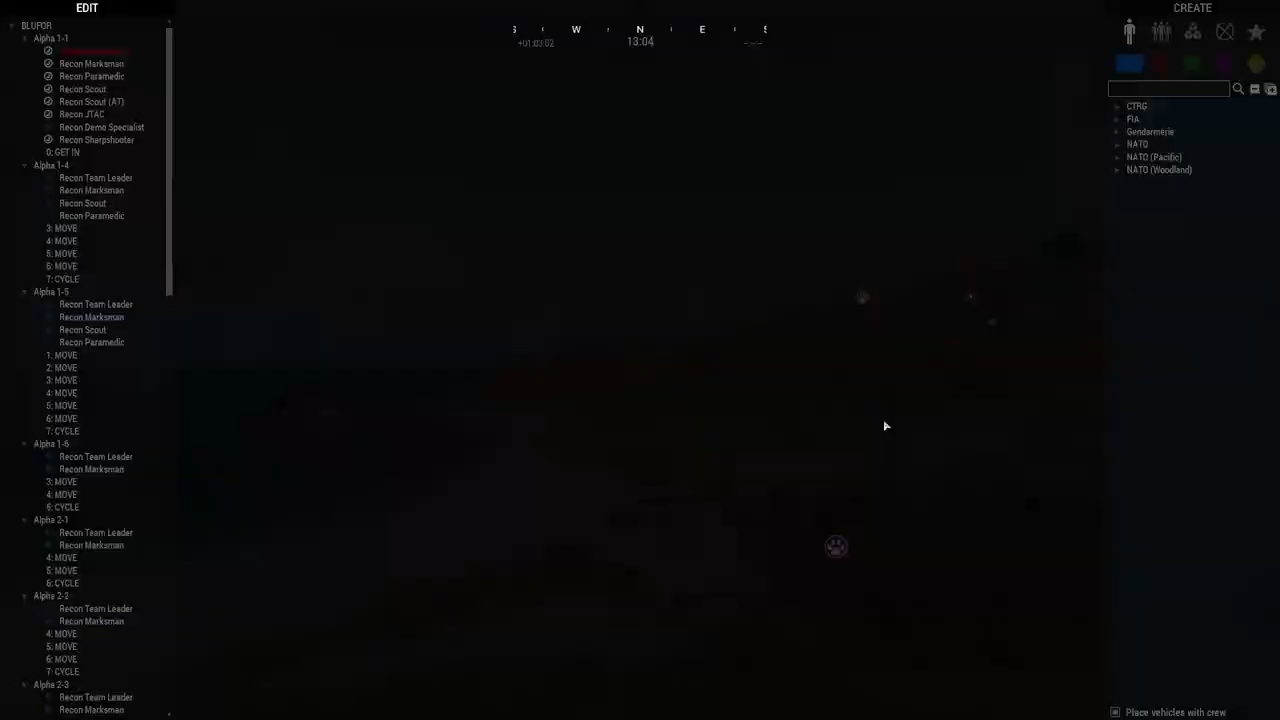 EDIT
CREATE
BLUFOR
Alpha 1-1
Recon Marksman
Recon Paramedic
Recon Scout
Recon Scout (AT)
Recon JTAC
Recon Demo Specialist
Recon Sharpshooter
0: GET IN
Alpha 1-4
Recon Team Leader
Recon Marksman
Recon Scout
Recon Paramedic
3: MOVE
4: MOVE
5: MOVE
6: MOVE
7: CYCLE
Alpha 1-5
Recon Team Leader
Recon Marksman
Recon Scout
Recon Paramedic
1: MOVE
2: MOVE
3: MOVE
4: MOVE
5: MOVE
6: MOVE
7: CYCLE
Alpha 1-6
Recon Team Leader
Recon Marksman
3: MOVE
4: MOVE
5: CYCLE
Alpha 2-1
Recon Team Leader
Recon Marksman
4: MOVE
5: MOVE
6: CYCLE
Alpha 2-2
Recon Team Leader
Recon Marksman
4: MOVE
5: MOVE
6: MOVE
7: CYCLE
Alpha 2-3
Recon Team Leader
Recon Marksman
S W N E S
+01:03:02
13:04
CTRG
FIA
Gendarmerie
NATO
NATO (Pacific)
NATO (Woodland)
Place vehicles with crew